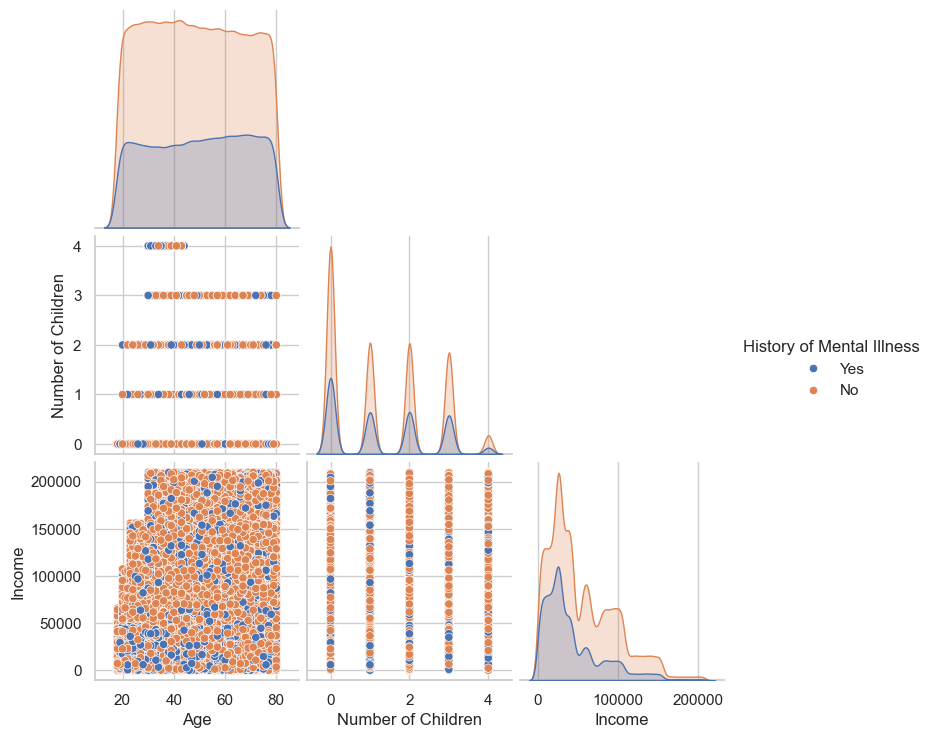 Number of Children
4
3
2
1
0
History of Mental Illness
Yes
No
Income
200000
150000
100000
50000
0
20 40 60 80
0 2 4
0 100000 200000
Age
Number of Children
Income